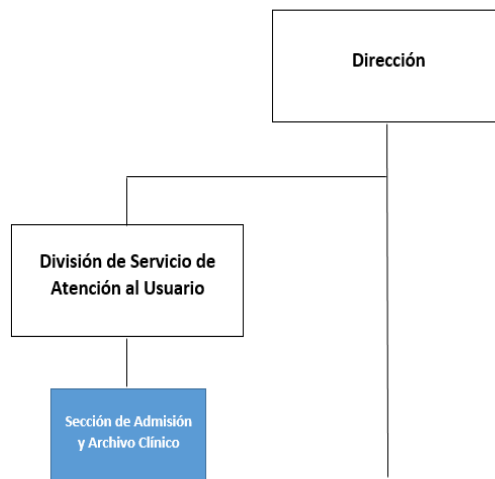 Dirección
División de Servicio de
Atención al Usuario
Sección de Admisión
y Archivo Clínico